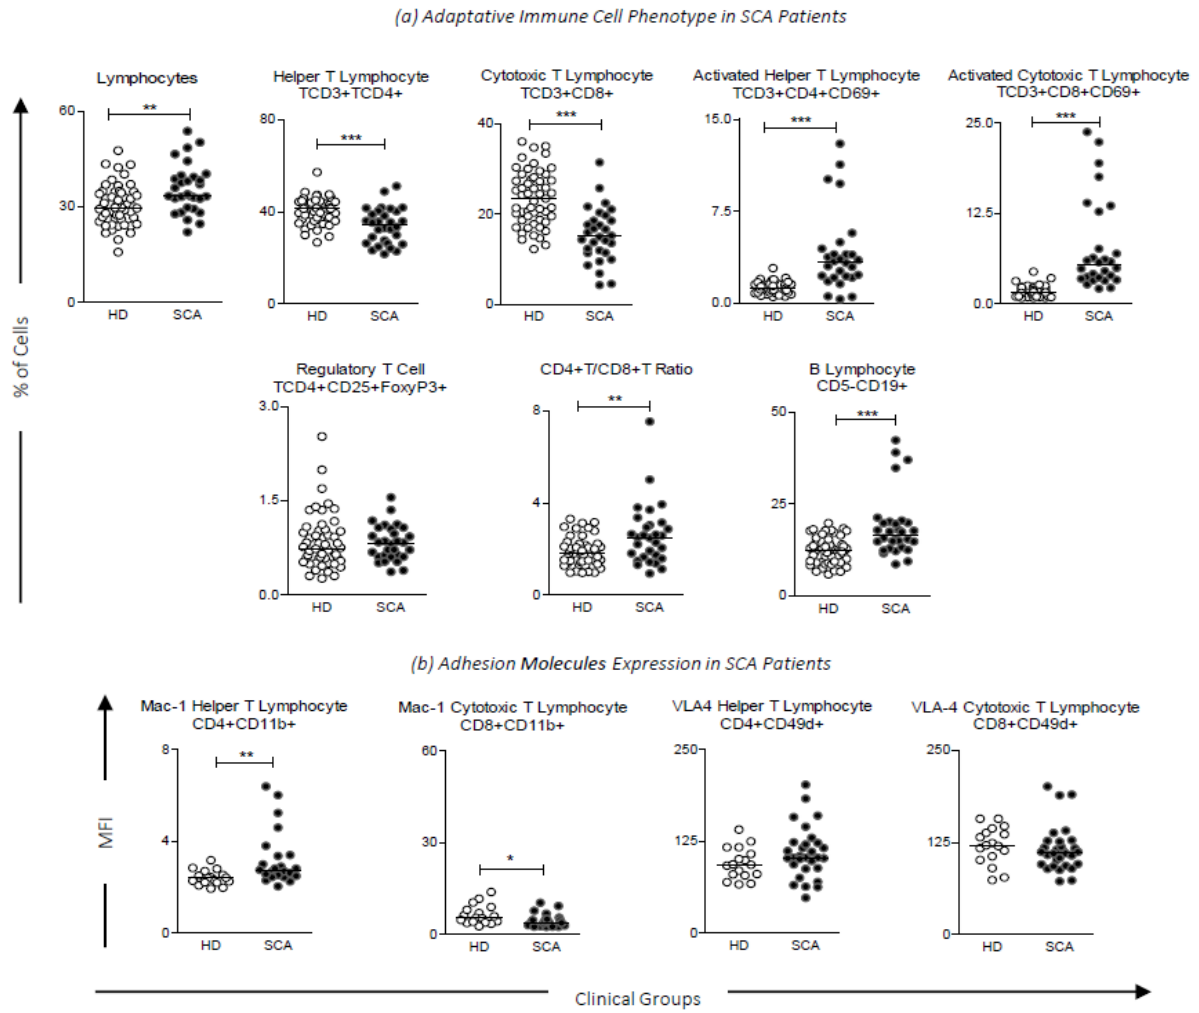 (a) Adaptative Immune Cell Phenotype in SCA Patients
Lymphocytes
**
60
30
0
HD SCA
Helper T Lymphocyte
TCD3+TCD4+
***
80
40
0
HD SCA
Cytotoxic T Lymphocyte
TCD3+CD8+
***
40
20
0
HD SCA
Activated Helper T Lymphocyte
TCD3+CD4+CD69+
***
15.0
7.5
0.0
HD SCA
Activated Cytotoxic T Lymphocyte
TCD3+CD8+CD69+
***
25.0
12.5
0.0
HD SCA
% of Cells
Regulatory T Cell
TCD4+CD25+FoxyP3+
3.0
1.5
0.0
HD SCA
CD4+T/CD8+T Ratio
**
8
4
0
HD SCA
B Lymphocyte
CD5-CD19+
***
50
25
0
HD SCA
(b) Adhesion Molecules Expression in SCA Patients
Mac-1 Helper T Lymphocyte
CD4+CD11b+
**
8
4
0
HD SCA
Mac-1 Cytotoxic T Lymphocyte
CD8+CD11b+
*
60
30
0
HD SCA
VLA4 Helper T Lymphocyte
CD4+CD49d+
250
125
0
HD SCA
VLA-4 Cytotoxic T Lymphocyte
CD8+CD49d+
250
125
0
HD SCA
MFI
Clinical Groups